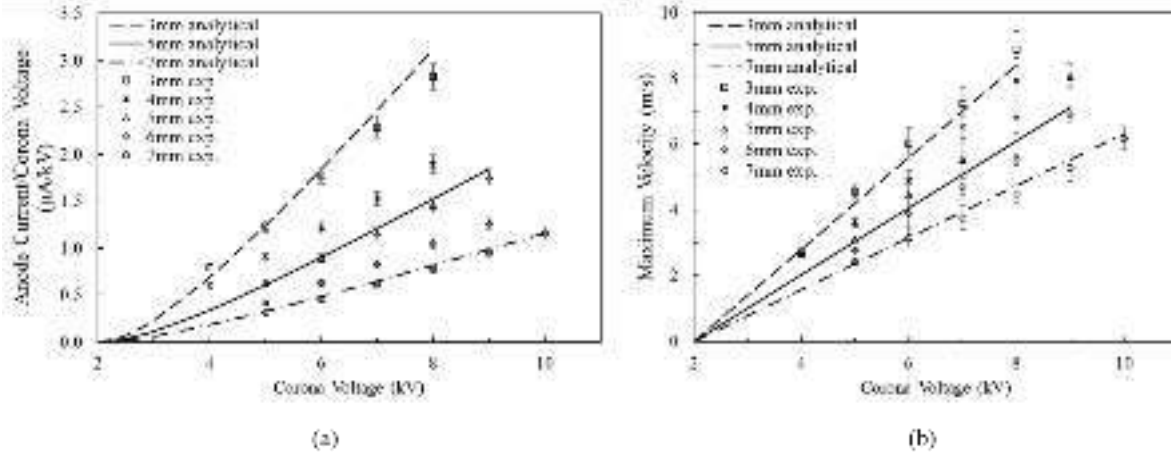 3.5
3.0
2.5
2.0
1.5
1.0
0.5
0.0
Anode Current/Corona Voltage
(μA/kV)
3mm analytical
5mm analytical
7mm analytical
3mm exp.
4mm exp.
5mm exp.
6mm exp.
7mm exp.
2 4 6 8 10
Corona Voltage (kV)
(a)
10
8
6
4
2
0
Maximum Velocity (m/s)
3mm analytical
5mm analytical
7mm analytical
3mm exp.
4mm exp.
5mm exp.
6mm exp.
7mm exp.
2 4 6 8 10
Corona Voltage (kV)
(b)